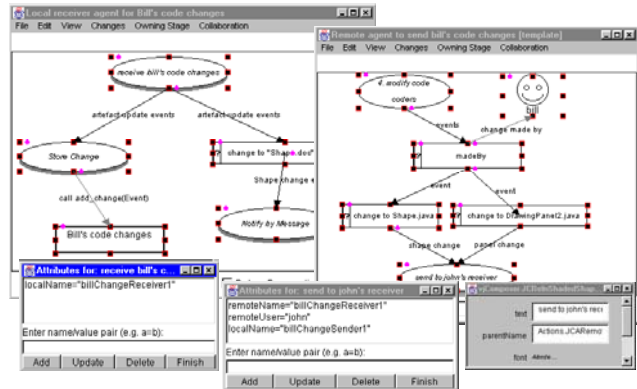 Local receiver agent for Bill's code changes
File Edit View Changes Owning Stage Collaboration
receive bill's code changes
artefact update events
artefact update events
Store Change
? change to "Shape.doc"
call add_change(Event)
Shape change e
Bill's code changes
Notify by Message
Remote agent to send bill's code changes [template]
File Edit View Changes Owning Stage Collaboration
4. modify code
coders
bill
events
change made by
? madeBy
event
event
? change to Shape.java
? change to DrawingPanel2.java
shape change
panel change
send to john's receiver
Attributes for: receive bill's c...
localName="billChangeReceiver1"
Enter name/value pair (e.g. a=b):
Add Update Delete Finish
Attributes for: send to john's receiver
remoteName="billChangeReceiver1"
remoteUser="john"
localName="billChangeSender1"
Enter name/value pair (e.g. a=b):
Add Update Delete Finish
text send to john's rece
parentName Actions.JCARemo
font